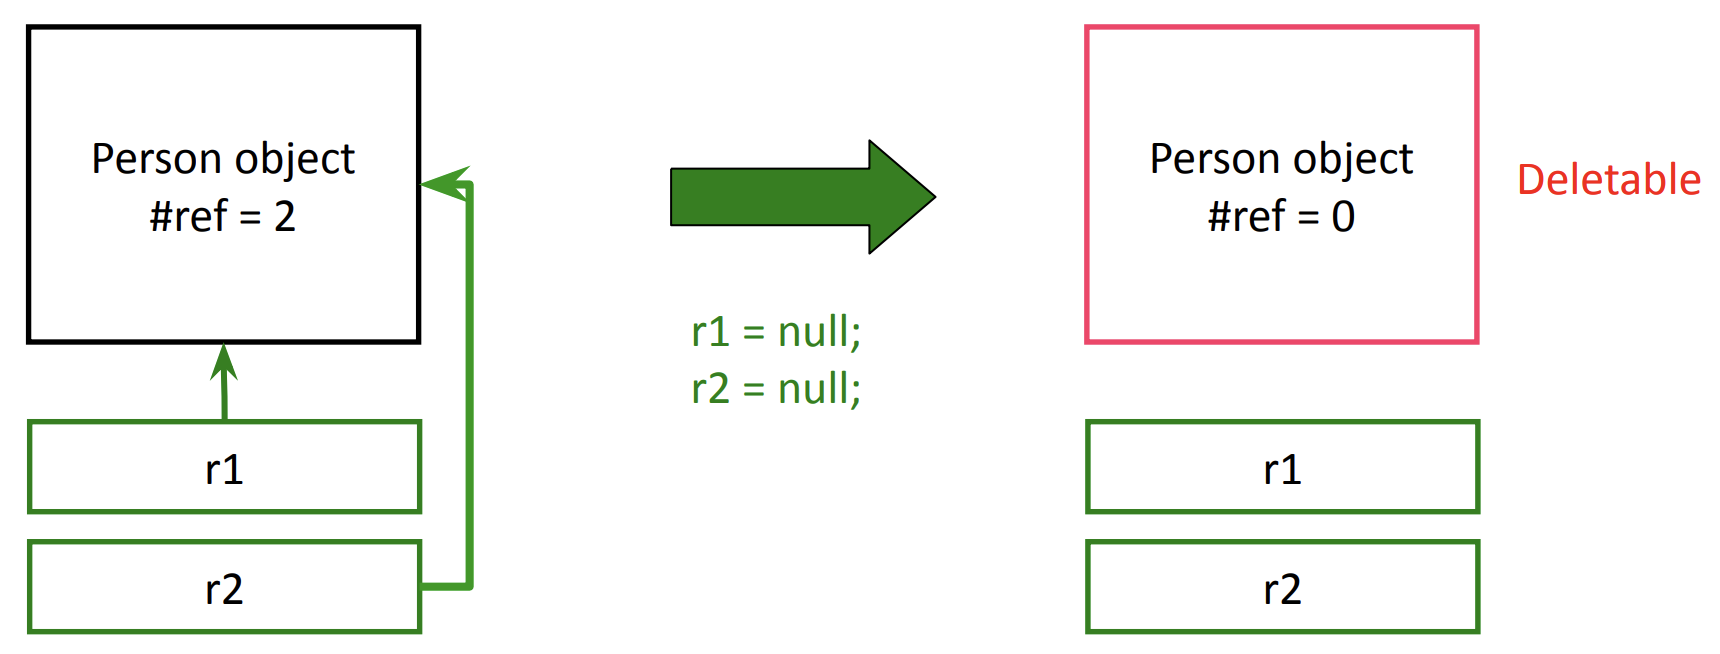 Person object
#ref = 2
r1
r2
r1 = null;
r2 = null;
Person object
#ref = 0
Deletable
r1
r2